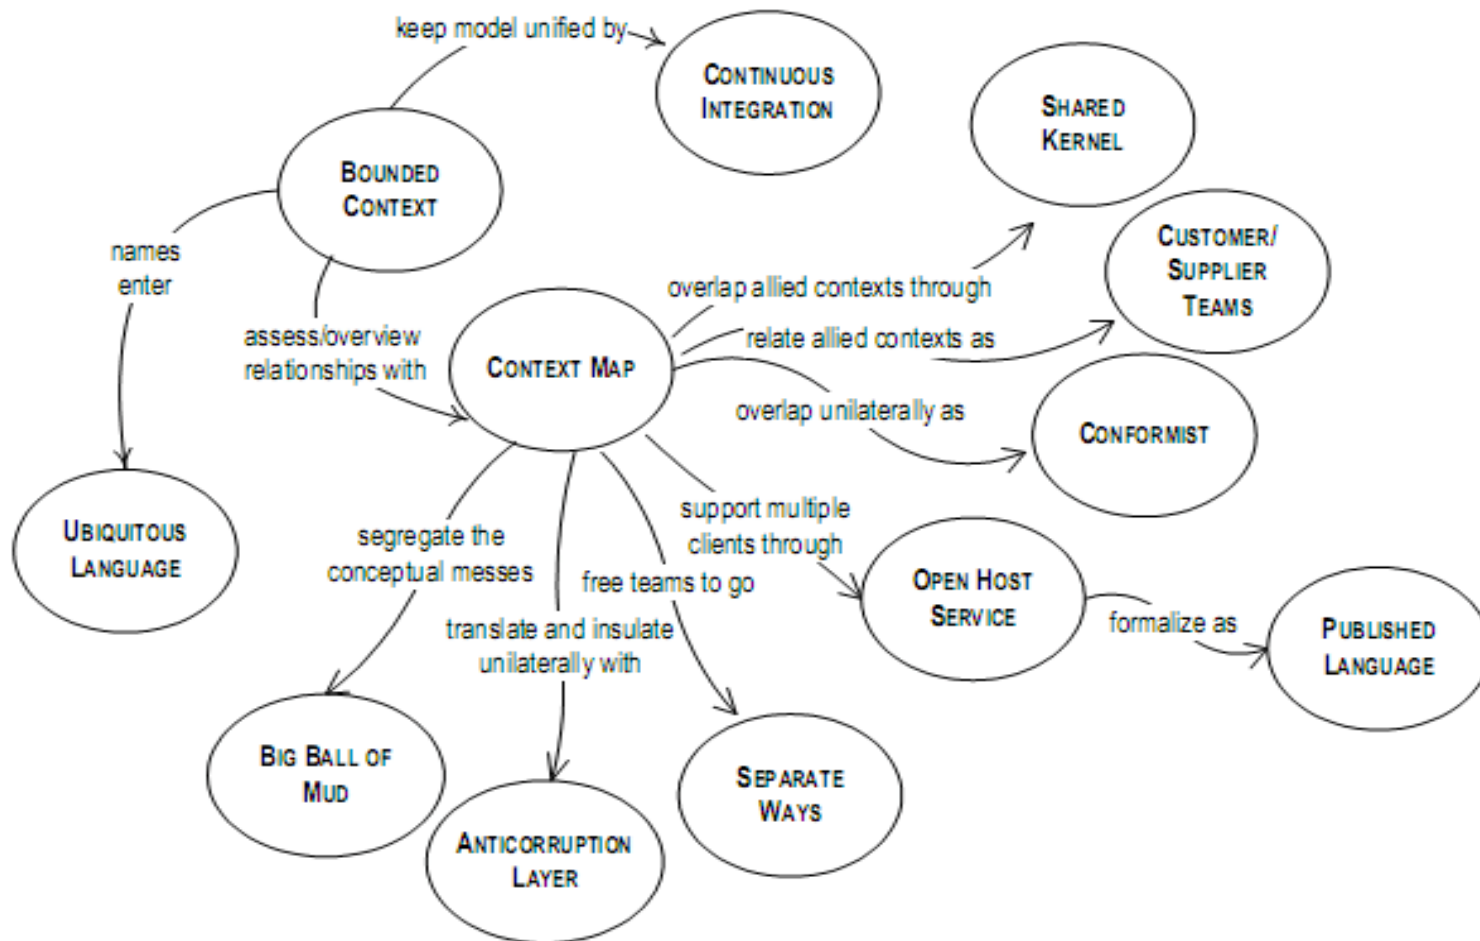 keep model unified by
CONTINUOUS
INTEGRATION
SHARED
KERNEL
BOUNDED
CONTEXT
names
enter
CUSTOMER/
SUPPLIER
TEAMS
overlap allied contexts through
assess/overview
relationships with
relate allied contexts as
CONTEXT MAP
overlap unilaterally as
CONFORMIST
UBIQUITOUS
LANGUAGE
segregate the
conceptual messes
support multiple
clients through
free teams to go
OPEN HOST
SERVICE
formalize as
PUBLISHED
LANGUAGE
translate and insulate
unilaterally with
BIG BALL OF
MUD
SEPARATE
WAYS
ANTICORRUPTION
LAYER